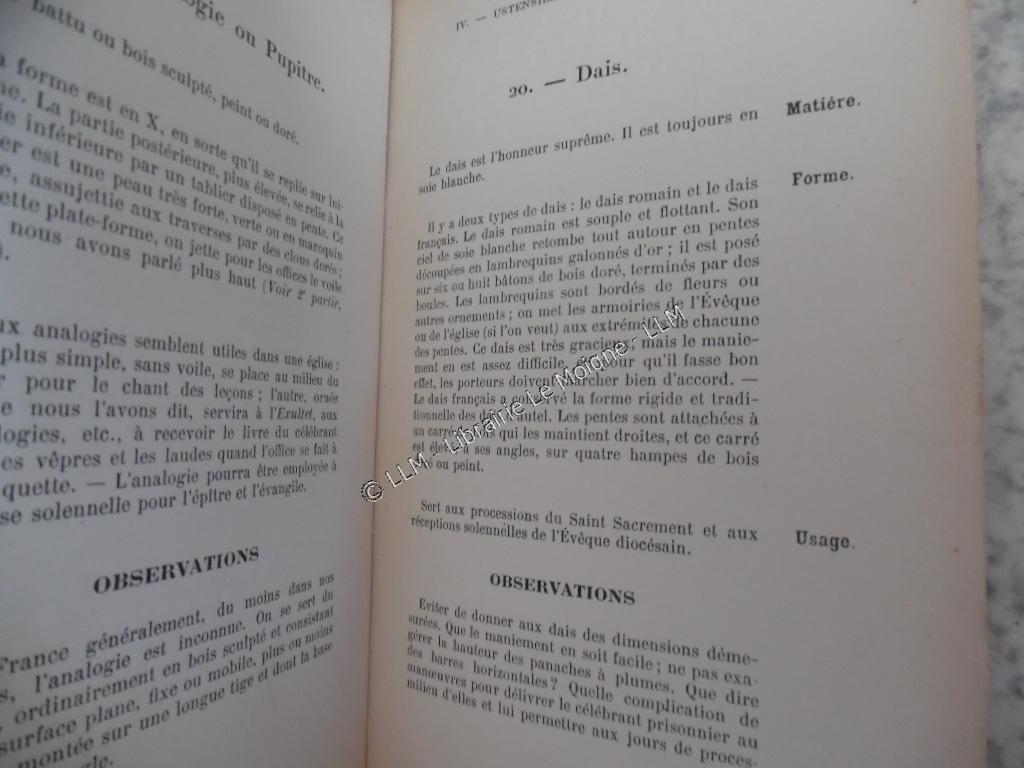 logie ou Pupitre.
battu ou bois sculpté, peint ou doré.
forme est en X, en sorte qu'il se replie sur lui-
ne. La partie postérieure, plus élevée, se relie à la
ie inférieure par un tablier disposé en pente. Ce
er est une peau très forte, verte ou en maroquin
e, assujettie aux traverses par des clous dorés ;
ette plate-forme, on jette pour les offices le voile
nous avons parlé plus haut (Voir 2e partie,
).
ux analogies semblent utiles dans une église :
plus simple, sans voile, se place au milieu du
r pour le chant des leçons ; l'autre, ornée
e nous l'avons dit, servira à l'Exultet, aux
logies, etc., à recevoir le livre du célébrant
es vêpres et les laudes quand l'office se fait à
quette. — L'analogie pourra être employée à
se solennelle pour l'épître et l'évangile.
OBSERVATIONS
France généralement, du moins dans nos
s, l'analogie est inconnue. On se sert du
ordinairement en bois sculpté et consistant
surface plane, fixe ou mobile, plus ou moins
montée sur une longue tige et dont la base
gle.
IV. — USTENSILE
20. — Dais.
Le dais est l'honneur suprême. Il est toujours en
soie blanche.
Matière.
Il y a deux types de dais : le dais romain et le dais
français. Le dais romain est souple et flottant. Son
ciel de soie blanche retombe tout autour en pentes
découpées en lambrequins galonnés d'or ; il est posé
sur six ou huit bâtons de bois doré, terminés par des
boules. Les lambrequins sont bordés de fleurs ou
autres ornements ; on met les armoiries de l'Évêque
ou de l'église (si l'on veut) aux extrémités de chacune
des pentes. Ce dais est très gracieux, mais le manie-
ment en est assez difficile, et pour qu'il fasse bon
effet, les porteurs doivent marcher bien d'accord. —
Le dais français a conservé la forme rigide et tradi-
tionnelle des dais d'autel. Les pentes sont attachées à
un carré de bois qui les maintient droites, et ce carré
est élevé, à ses angles, sur quatre hampes de bois
doré ou peint.
Forme.
Sert aux processions du Saint Sacrement et aux
réceptions solennelles de l'Évêque diocésain.
Usage.
OBSERVATIONS
Eviter de donner aux dais des dimensions déme-
surées. Que le maniement en soit facile ; ne pas exa-
gérer la hauteur des panaches à plumes. Que dire
des barres horizontales ? Quelle complication de
manœuvres pour délivrer le célébrant prisonnier au
milieu d'elles et lui permettre aux jours de proces-
© LLM - Librairie Le Moigne - LLM